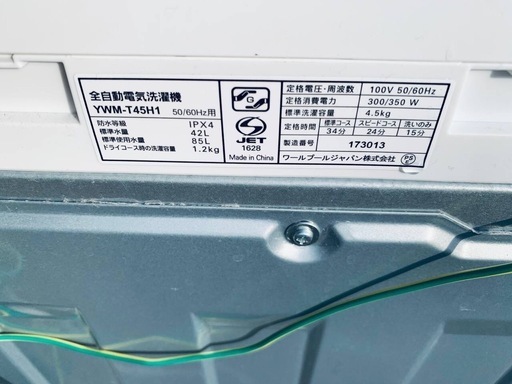 全自動電気洗濯機
YWM-T45H1 50/60Hz用
防水等級 IPX4
標準水量 42L
標準使用水量 85L
ドライコース時の洗濯容量 1.2kg
G
JET
1628
Made in China
定格電圧・周波数 100V 50/60Hz
定格消費電力 300/350 W
標準洗濯容量 4.5kg
標準コース スピードコース 洗いのみ
34分 24分 15分
製造番号 173013
ワールプールジャパン株式会社
PS
E